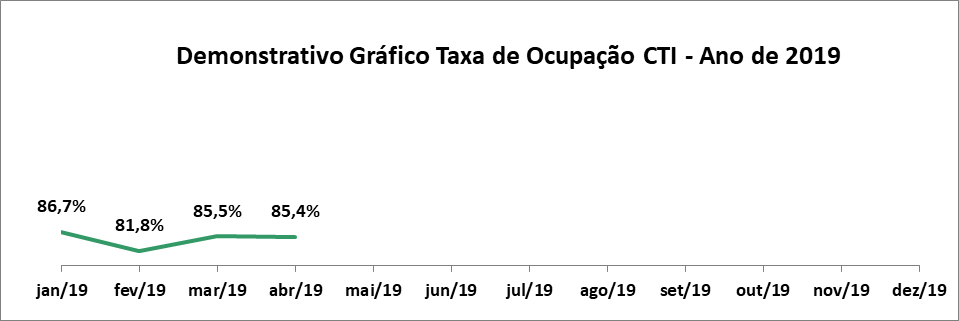 Demonstrativo Gráfico Taxa de Ocupação CTI - Ano de 2019
86,7%
81,8%
85,5%
85,4%
jan/19 fev/19 mar/19 abr/19 mai/19 jun/19 jul/19 ago/19 set/19 out/19 nov/19 dez/19